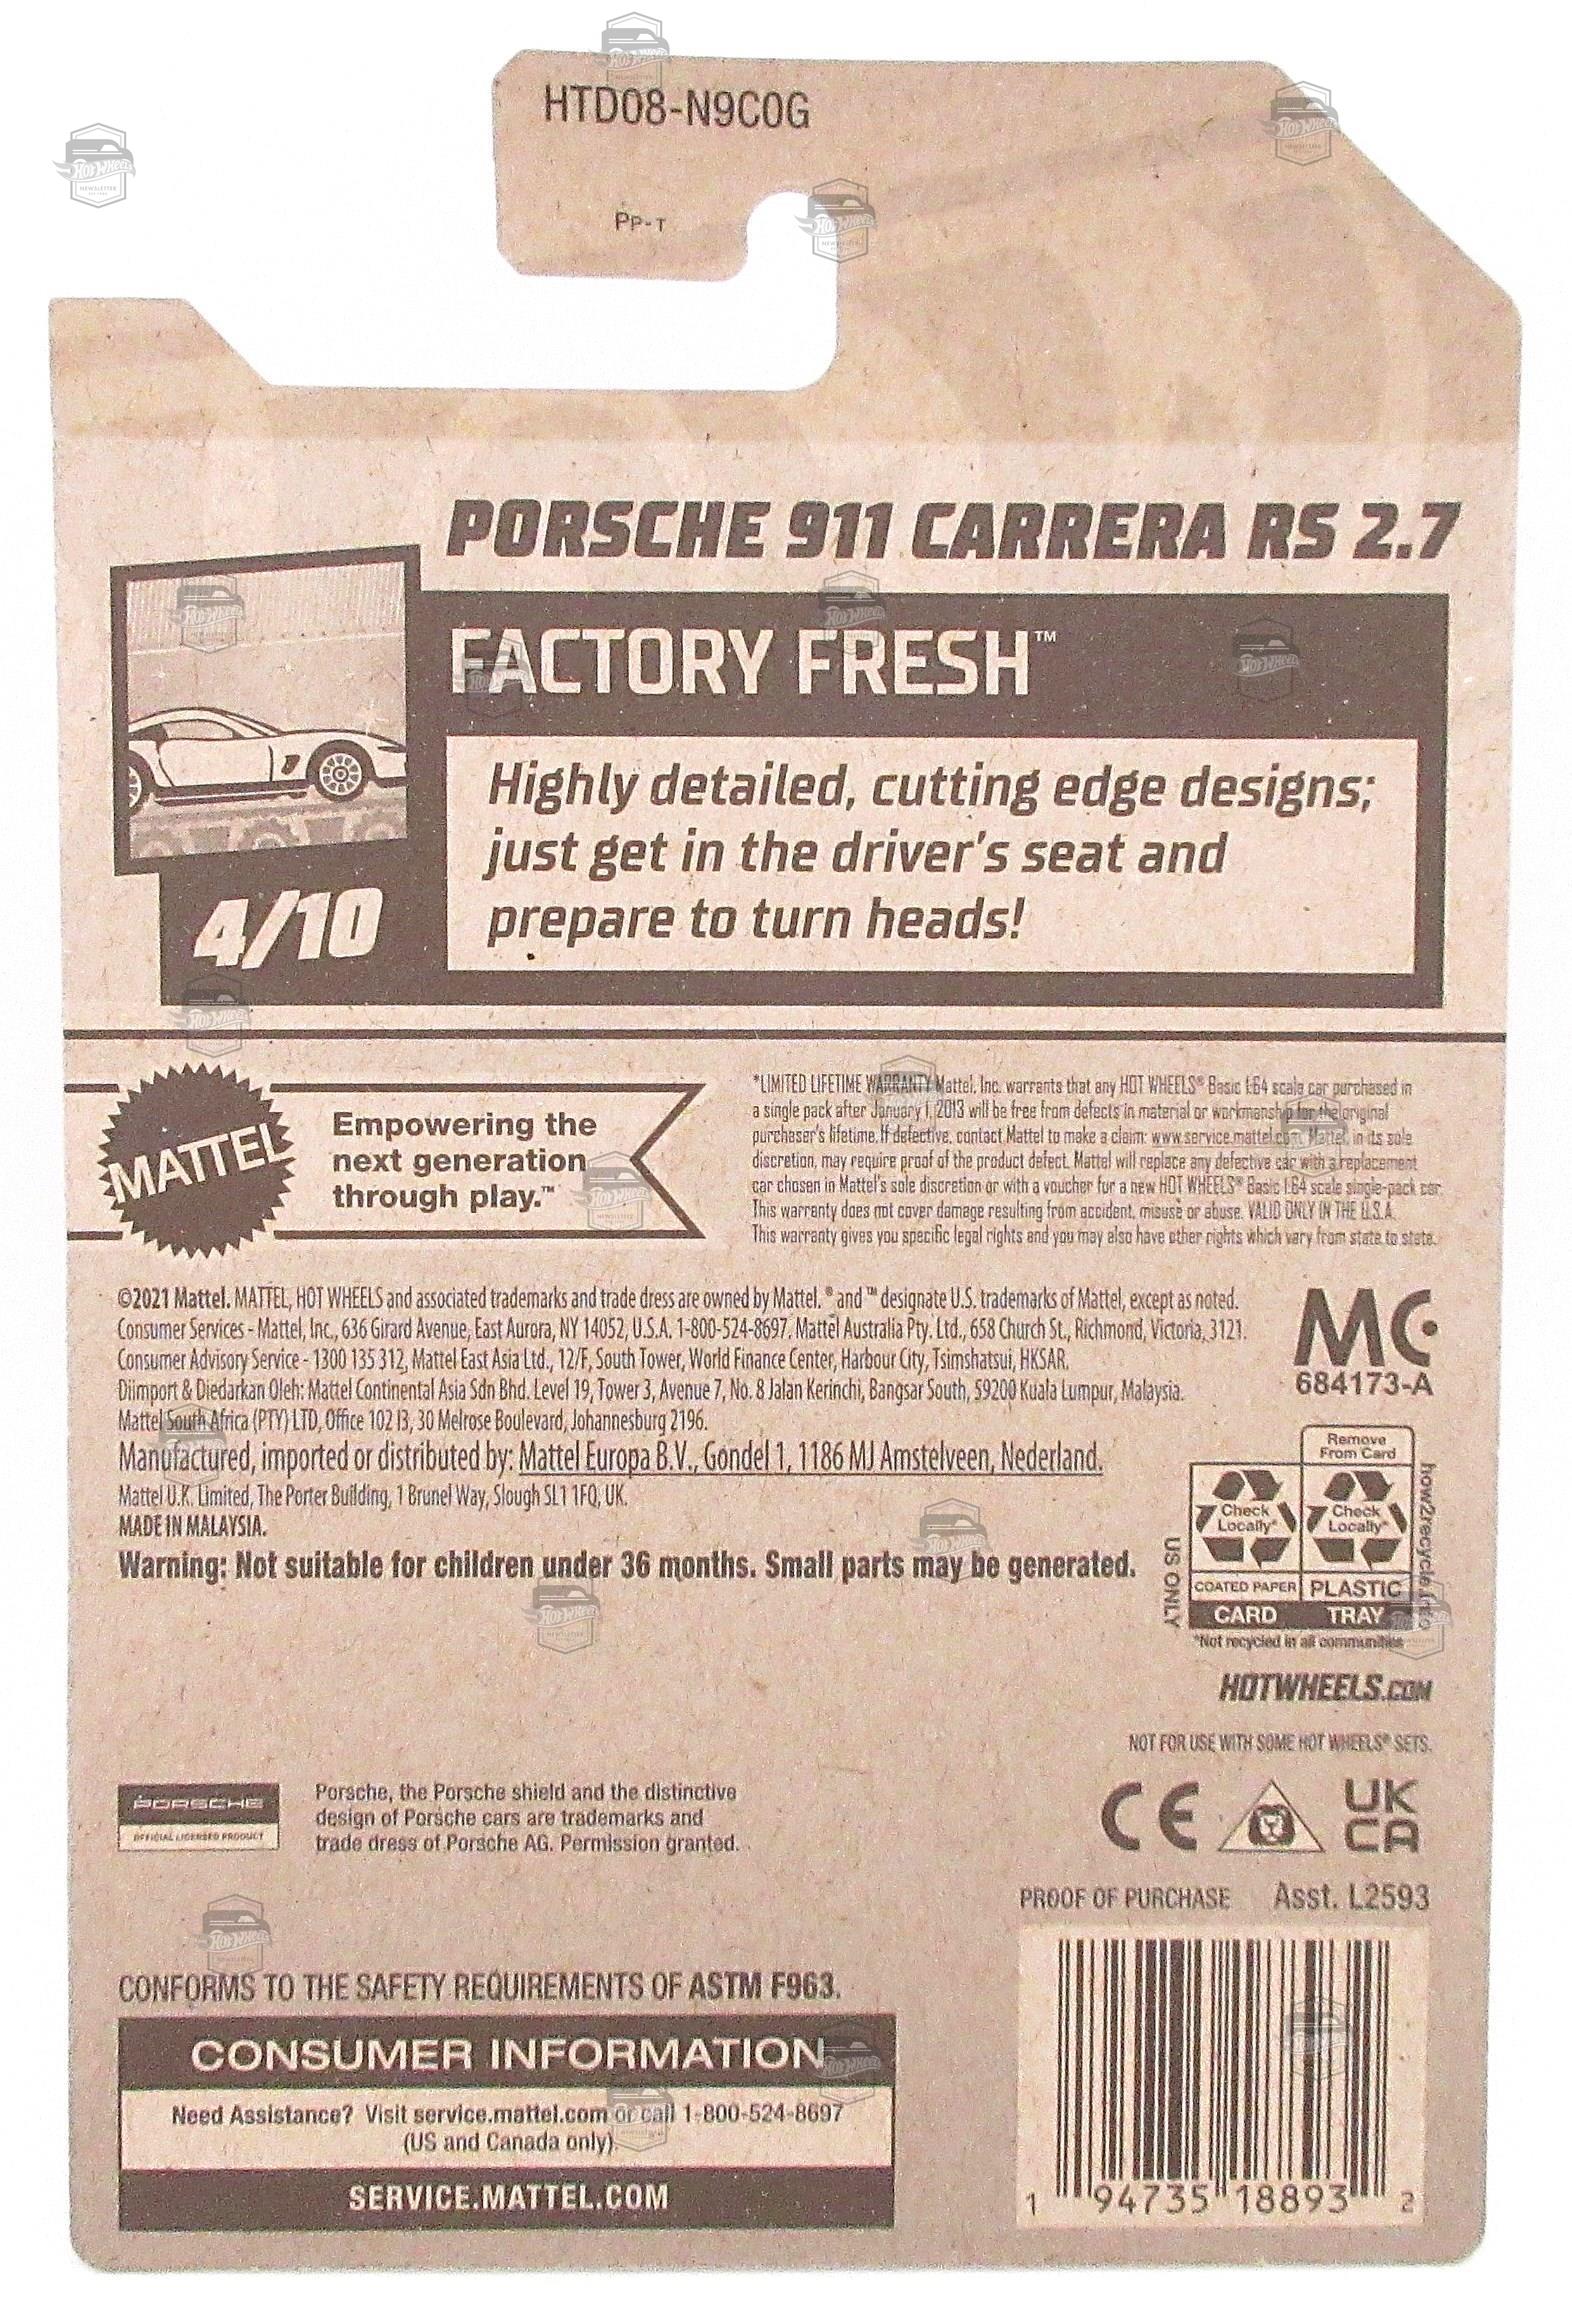 HTD08-N9C0G
PP-T
PORSCHE 911 CARRERA RS 2.7
FACTORY FRESH™
Highly detailed, cutting edge designs;
just get in the driver's seat and
prepare to turn heads!
4/10
MATTEL
Empowering the
next generation
through play.™
*LIMITED LIFETIME WARRANTY Mattel, Inc. warrants that any HOT WHEELS® Basic 1:64 scale car purchased in
a single pack after January 1, 2013 will be free from defects in material or workmanship for the original
purchaser's lifetime. If defective, contact Mattel to make a claim: www.service.mattel.com. Mattel, in its sole
discretion, may require proof of the product defect. Mattel will replace any defective car with a replacement
car chosen in Mattel's sole discretion or with a voucher for a new HOT WHEELS® Basic 1:64 scale single-pack car.
This warranty does not cover damage resulting from accident, misuse or abuse. VALID ONLY IN THE U.S.A.
This warranty gives you specific legal rights and you may also have other rights which vary from state to state.
©2021 Mattel. MATTEL, HOT WHEELS and associated trademarks and trade dress are owned by Mattel. ® and ™ designate U.S. trademarks of Mattel, except as noted.
Consumer Services - Mattel, Inc., 636 Girard Avenue, East Aurora, NY 14052, U.S.A. 1-800-524-8697. Mattel Australia Pty. Ltd., 658 Church St., Richmond, Victoria, 3121.
Consumer Advisory Service - 1300 135 312, Mattel East Asia Ltd., 12/F, South Tower, World Finance Center, Harbour City, Tsimshatsui, HKSAR.
Diimport & Diedarkan Oleh: Mattel Continental Asia Sdn Bhd. Level 19, Tower 3, Avenue 7, No. 8 Jalan Kerinchi, Bangsar South, 59200 Kuala Lumpur, Malaysia.
Mattel South Africa (PTY) LTD, Office 102 I3, 30 Melrose Boulevard, Johannesburg 2196.
Manufactured, imported or distributed by: Mattel Europa B.V., Gondel 1, 1186 MJ Amstelveen, Nederland.
Mattel U.K. Limited, The Porter Building, 1 Brunel Way, Slough SL1 1FQ, UK.
MADE IN MALAYSIA.
Warning: Not suitable for children under 36 months. Small parts may be generated.
MC
684173-A
Remove
From Card
Check
Locally*
Check
Locally*
COATED PAPER
PLASTIC
CARD
TRAY
US ONLY
how2recycle.info
*Not recycled in all communities
HOTWHEELS.COM
NOT FOR USE WITH SOME HOT WHEELS® SETS.
PORSCHE
OFFICIAL LICENSED PRODUCT
Porsche, the Porsche shield and the distinctive
design of Porsche cars are trademarks and
trade dress of Porsche AG. Permission granted.
CE
UK
CA
PROOF OF PURCHASE Asst. L2593
CONFORMS TO THE SAFETY REQUIREMENTS OF ASTM F963.
CONSUMER INFORMATION
Need Assistance? Visit service.mattel.com or call 1-800-524-8697
(US and Canada only).
SERVICE.MATTEL.COM
1 94735 18893 2